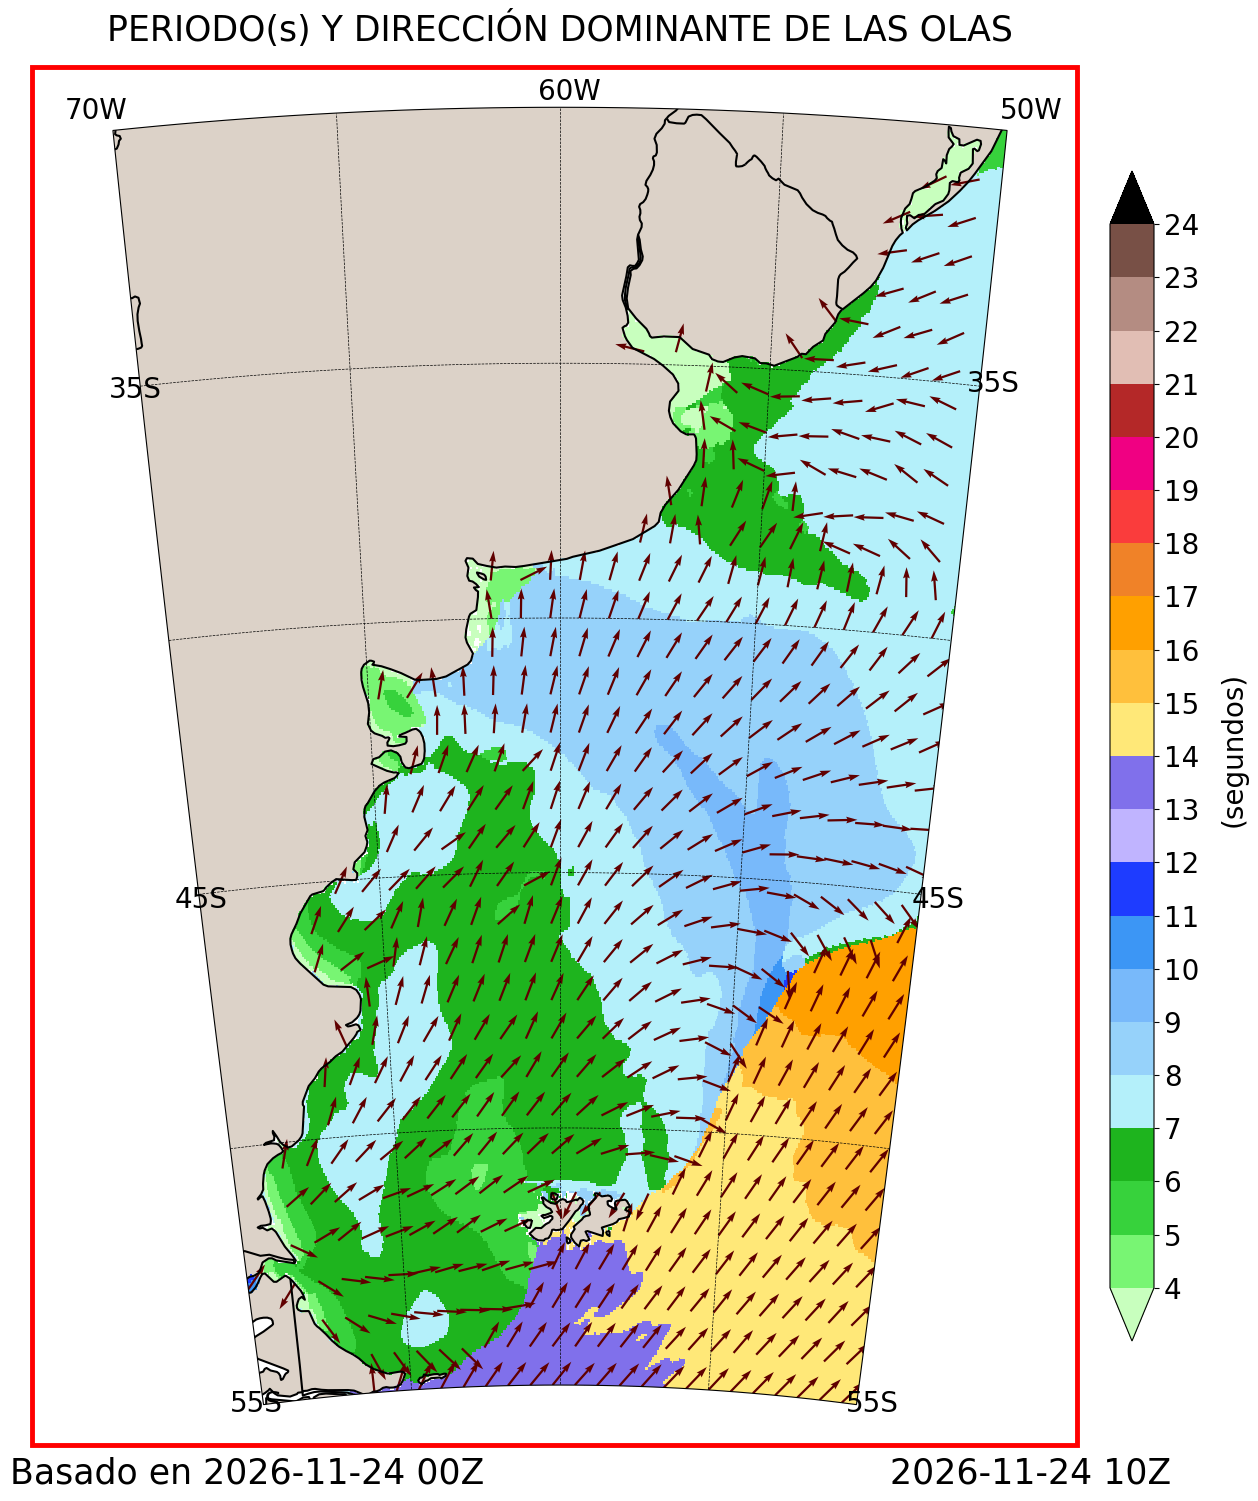 PERIODO(s) Y DIRECCIÓN DOMINANTE DE LAS OLAS
70W
60W
50W
35S
35S
45S
45S
55S
55S
24
23
22
21
20
19
18
17
16
15
14
13
12
11
10
9
8
7
6
5
4
(segundos)
Basado en 2026-11-24 00Z
2026-11-24 10Z